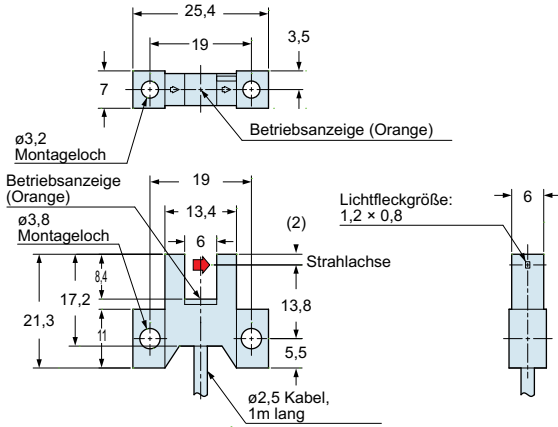 25,4
19
3,5
7
Betriebsanzeige (Orange)
ø3,2
Montageloch
Betriebsanzeige
(Orange)
19
Lichtfleckgröße:
1,2 × 0,8
6
ø3,8
Montageloch
13,4
(2)
6
Strahlachse
8,4
17,2
13,8
21,3
11
5,5
ø2,5 Kabel,
1m lang